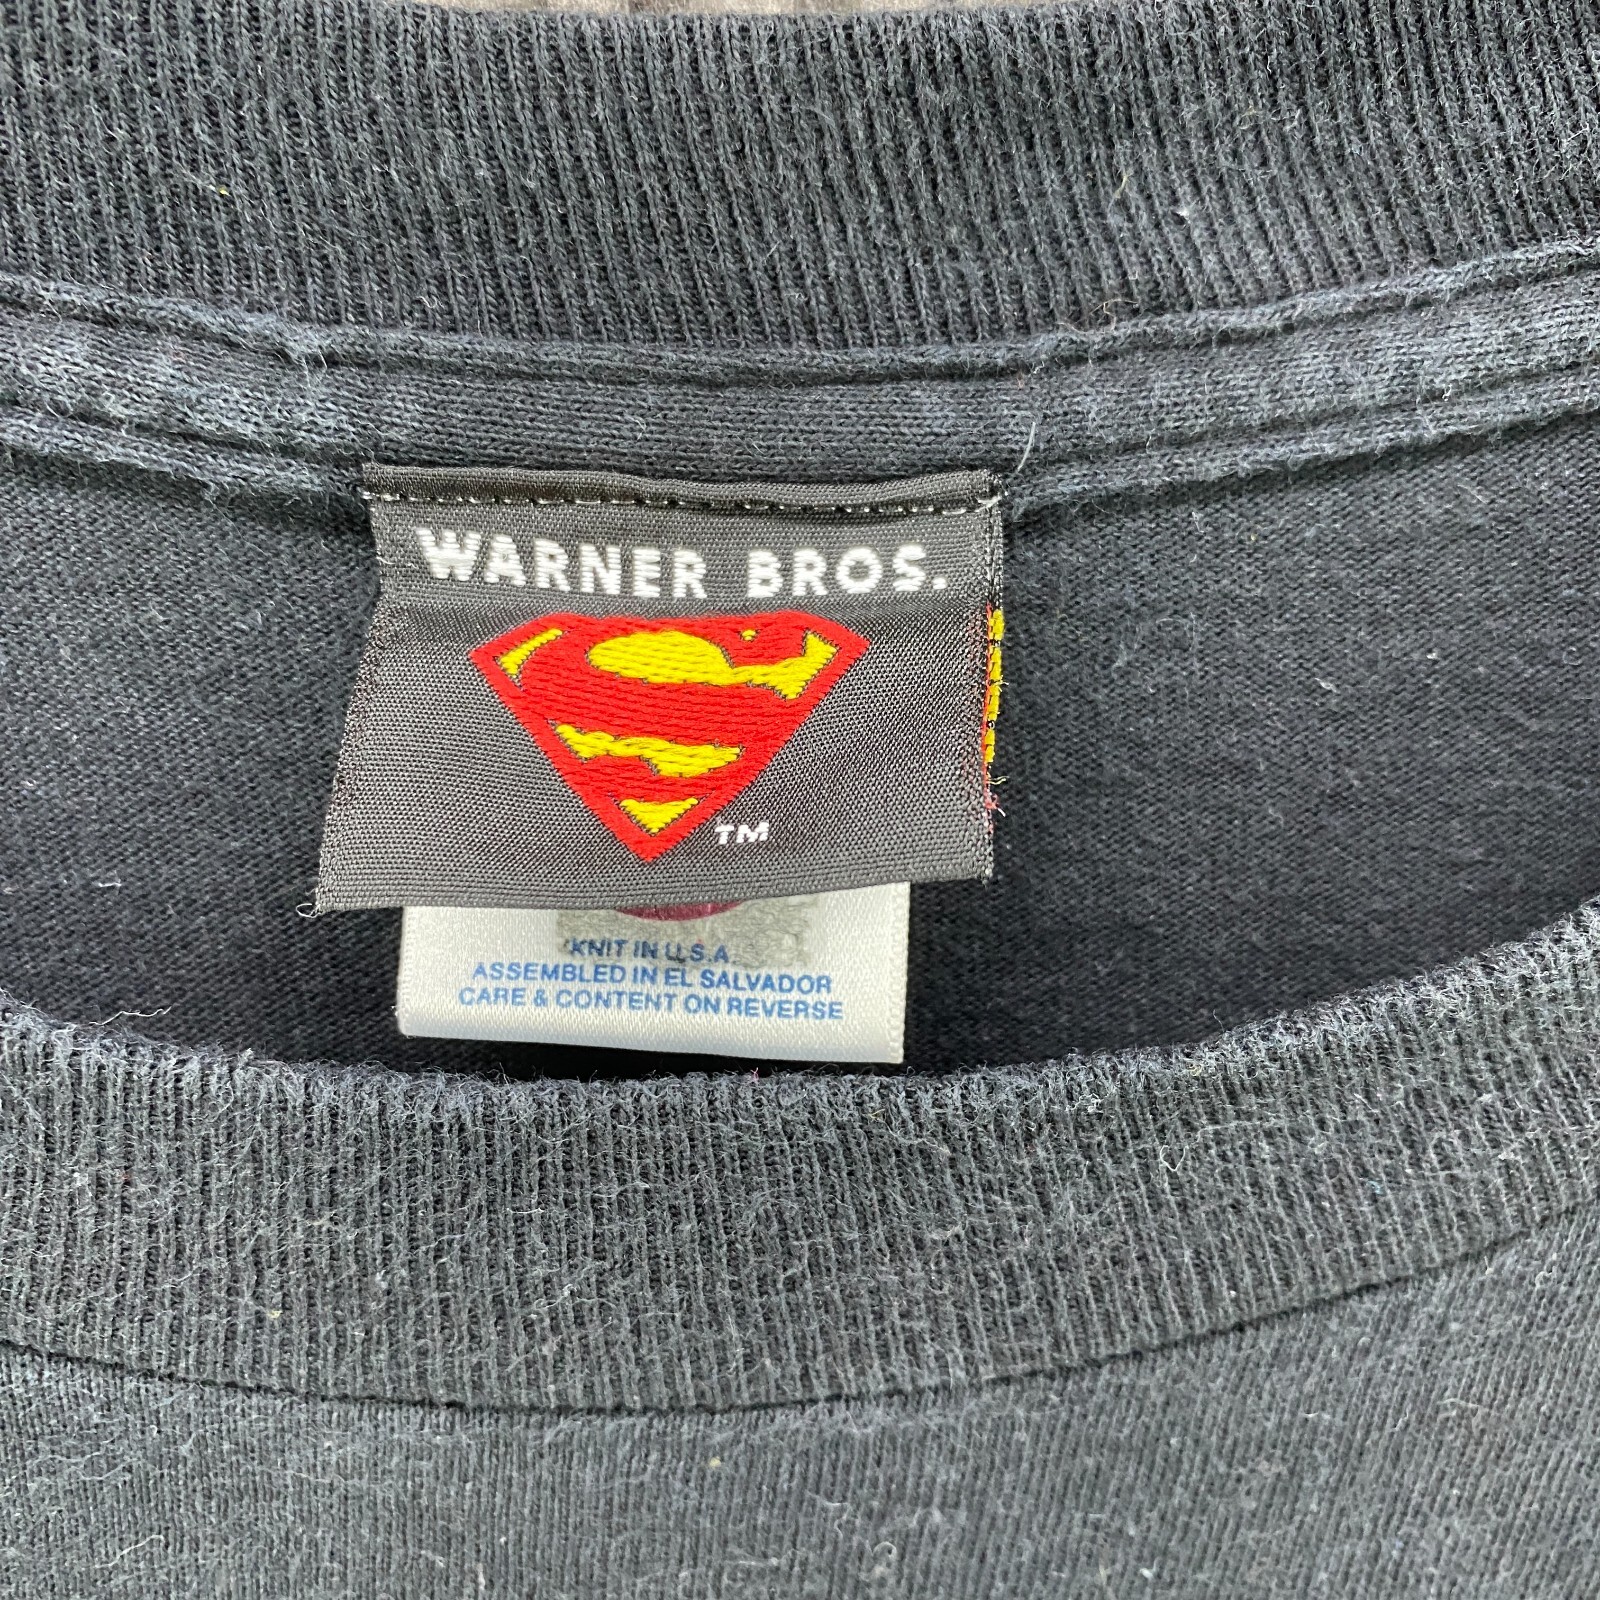 WARNER BROS.
S
TM
KNIT IN U.S.A.
ASSEMBLED IN EL SALVADOR
CARE & CONTENT ON REVERSE